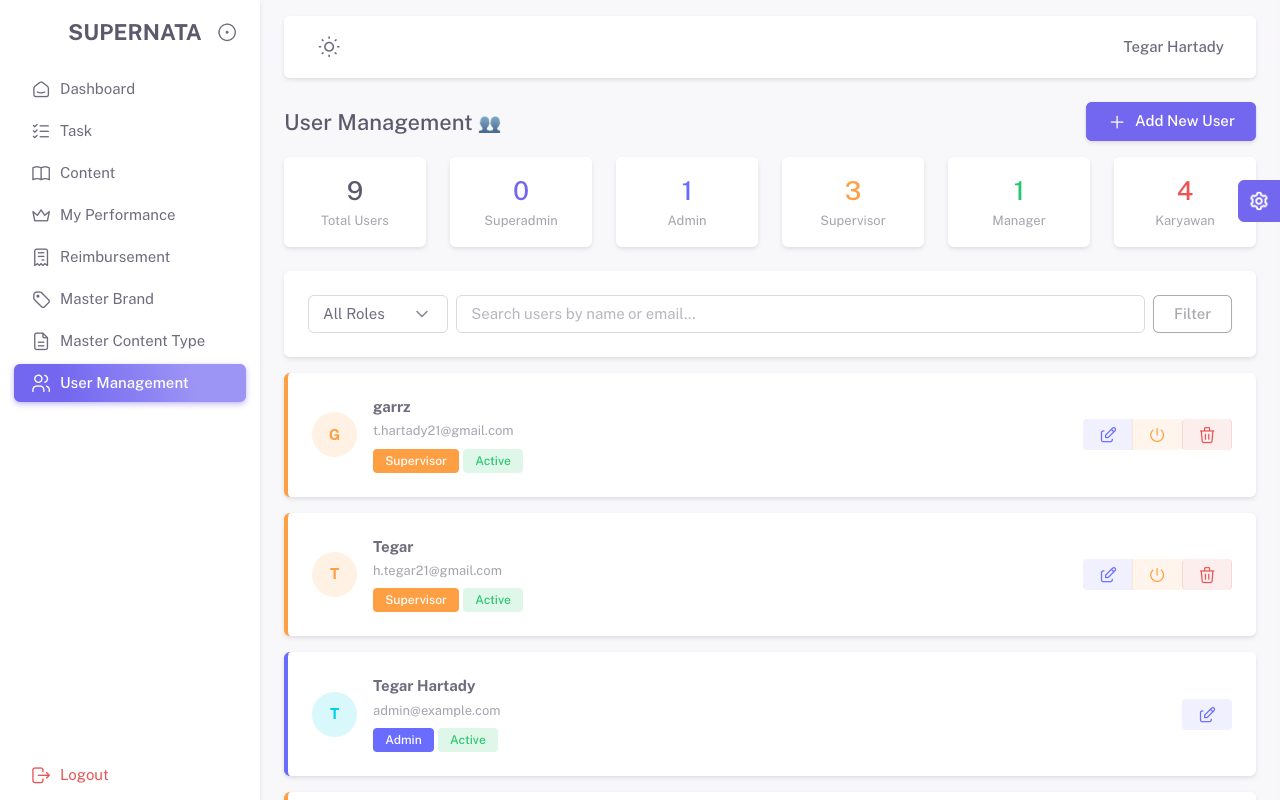 SUPERNATA
Dashboard
Task
Content
My Performance
Reimbursement
Master Brand
Master Content Type
User Management
Logout
Tegar Hartady
User Management 👥
Add New User
9
Total Users
0
Superadmin
1
Admin
3
Supervisor
1
Manager
4
Karyawan
All Roles
Search users by name or email...
Filter
G
garrz
t.hartady21@gmail.com
Supervisor Active
T
Tegar
h.tegar21@gmail.com
Supervisor Active
T
Tegar Hartady
admin@example.com
Admin Active